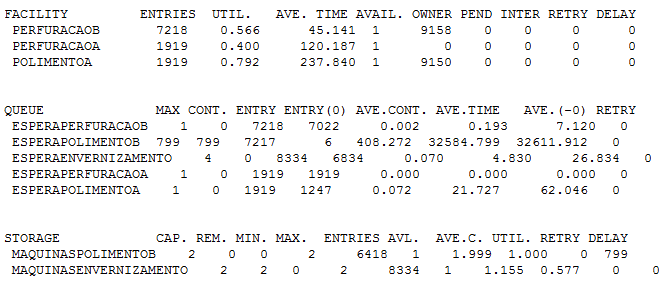 FACILITY ENTRIES UTIL. AVE. TIME AVAIL. OWNER PEND INTER RETRY DELAY
PERFURACAOB 7218 0.566 45.141 1 9158 0 0 0 0
PERFURACAOA 1919 0.400 120.187 1 0 0 0 0 0
POLIMENTOA 1919 0.792 237.840 1 9150 0 0 0 0
QUEUE MAX CONT. ENTRY ENTRY(0) AVE.CONT. AVE.TIME AVE.(-0) RETRY
ESPERAPERFURACAOB 1 0 7218 7022 0.002 0.193 7.120 0
ESPERAPOLIMENTOB 799 799 7217 6 408.272 32584.799 32611.912 0
ESPERAENVERNIZAMENTO 4 0 8334 6834 0.070 4.830 26.834 0
ESPERAPERFURACAOA 1 0 1919 1919 0.000 0.000 0.000 0
ESPERAPOLIMENTOA 1 0 1919 1247 0.072 21.727 62.046 0
STORAGE CAP. REM. MIN. MAX. ENTRIES AVL. AVE.C. UTIL. RETRY DELAY
MAQUINASPOLIMENTOB 2 0 0 2 6418 1 1.999 1.000 0 799
MAQUINASENVERNIZAMENTO 2 2 0 2 8334 1 1.155 0.577 0 0